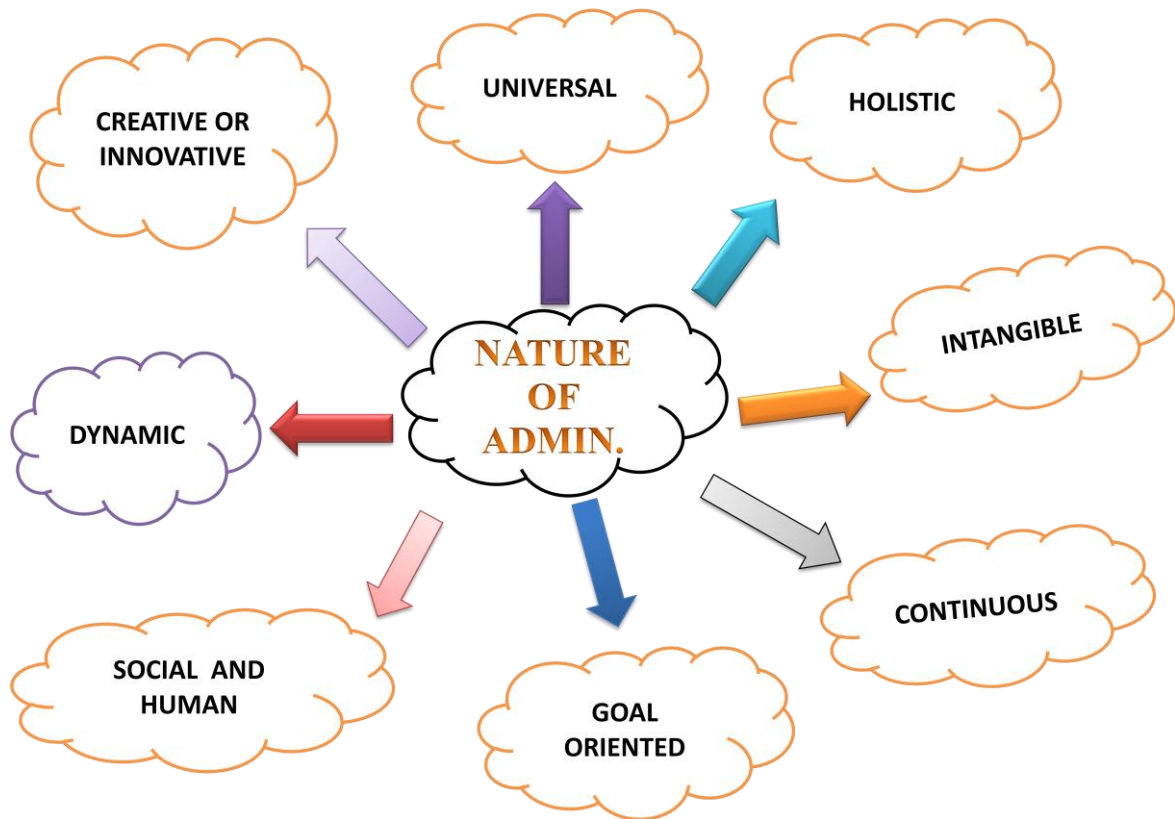 UNIVERSAL
HOLISTIC
CREATIVE OR
INNOVATIVE
INTANGIBLE
NATURE
OF
ADMIN.
DYNAMIC
CONTINUOUS
SOCIAL AND
HUMAN
GOAL
ORIENTED